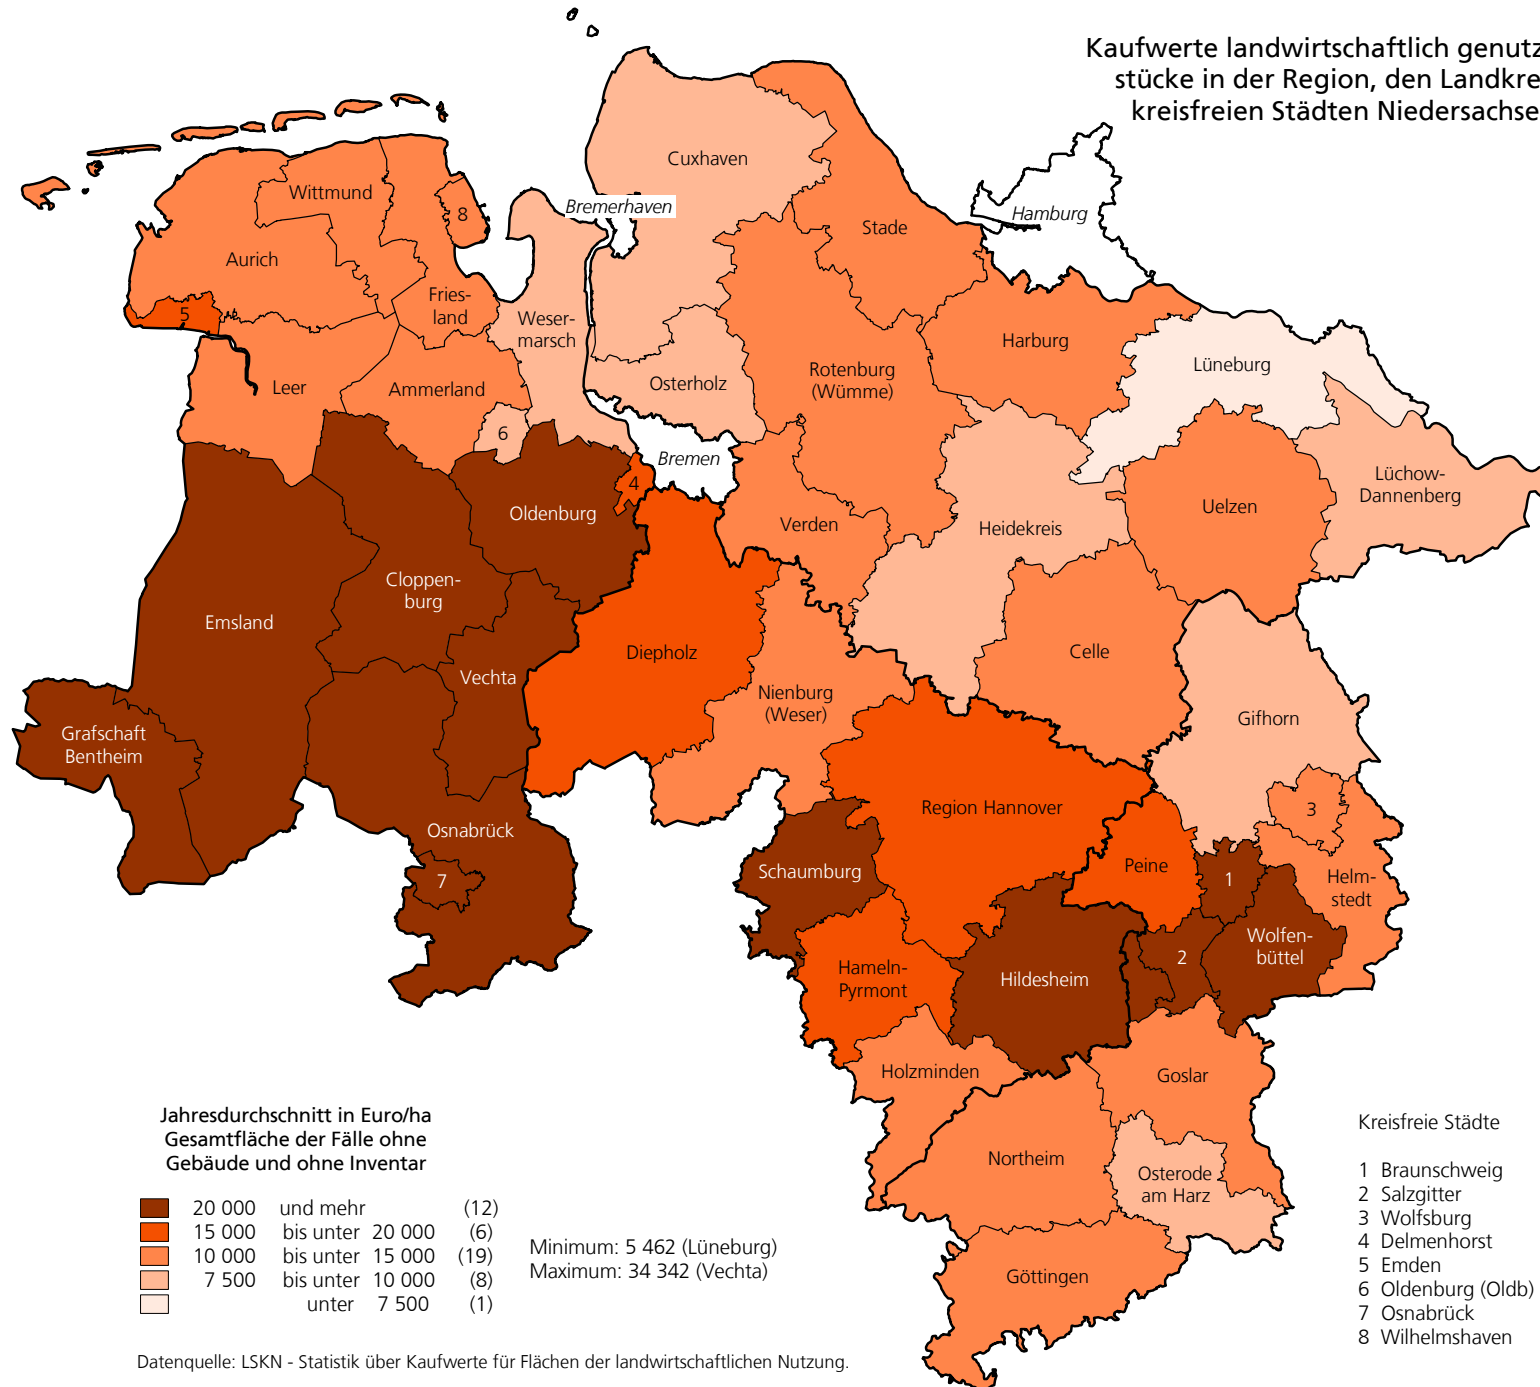 Kaufwerte landwirtschaftlich genutz
stücke in der Region, den Landkre
kreisfreien Städten Niedersachse
Cuxhaven
Wittmund
8
Bremerhaven
Hamburg
Stade
Aurich
Fries-
land
5
Weser-
marsch
Harburg
Lüneburg
Rotenburg
(Wümme)
Osterholz
Leer
Ammerland
6
Bremen
Lüchow-
Dannenberg
4
Oldenburg
Verden
Heidekreis
Uelzen
Cloppen-
burg
Emsland
Diepholz
Celle
Vechta
Nienburg
(Weser)
Gifhorn
Grafschaft
Bentheim
Region Hannover
3
Osnabrück
Schaumburg
Peine
7
1
Helm-
stedt
Wolfen-
büttel
2
Hameln-
Pyrmont
Hildesheim
Holzminden
Goslar
Northeim
Osterode
am Harz
Göttingen
Jahresdurchschnitt in Euro/ha
Gesamtfläche der Fälle ohne
Gebäude und ohne Inventar
20 000 und mehr (12)
15 000 bis unter 20 000 (6)
10 000 bis unter 15 000 (19)
7 500 bis unter 10 000 (8)
unter 7 500 (1)
Minimum: 5 462 (Lüneburg)
Maximum: 34 342 (Vechta)
Kreisfreie Städte
1 Braunschweig
2 Salzgitter
3 Wolfsburg
4 Delmenhorst
5 Emden
6 Oldenburg (Oldb)
7 Osnabrück
8 Wilhelmshaven
Datenquelle: LSKN - Statistik über Kaufwerte für Flächen der landwirtschaftlichen Nutzung.